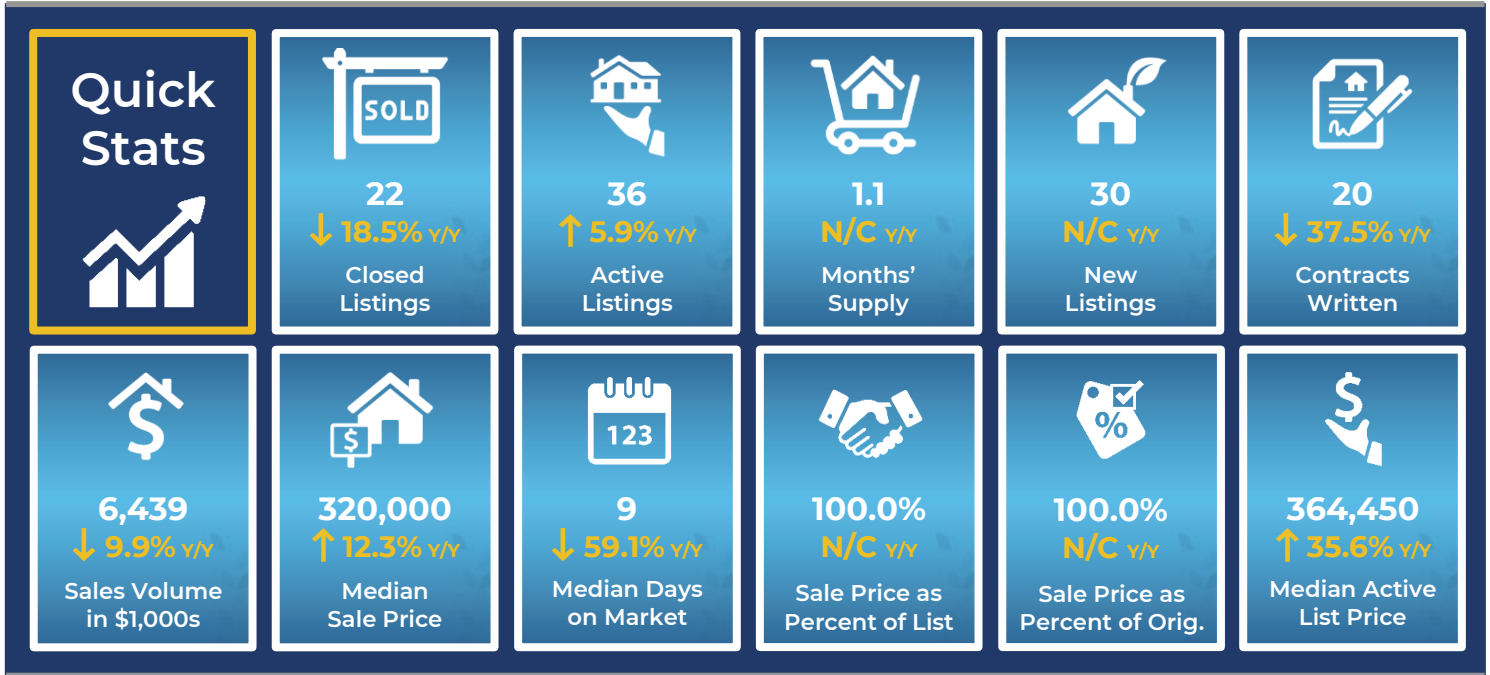 Quick
Stats
SOLD
22
↓ 18.5% Y/Y
Closed
Listings
36
↑ 5.9% Y/Y
Active
Listings
1.1
N/C Y/Y
Months’
Supply
30
N/C Y/Y
New
Listings
20
↓ 37.5% Y/Y
Contracts
Written
$
6,439
↓ 9.9% Y/Y
Sales Volume
in $1,000s
$
320,000
↑ 12.3% Y/Y
Median
Sale Price
123
9
↓ 59.1% Y/Y
Median Days
on Market
100.0%
N/C Y/Y
Sale Price as
Percent of List
%
100.0%
N/C Y/Y
Sale Price as
Percent of Orig.
$
364,450
↑ 35.6% Y/Y
Median Active
List Price